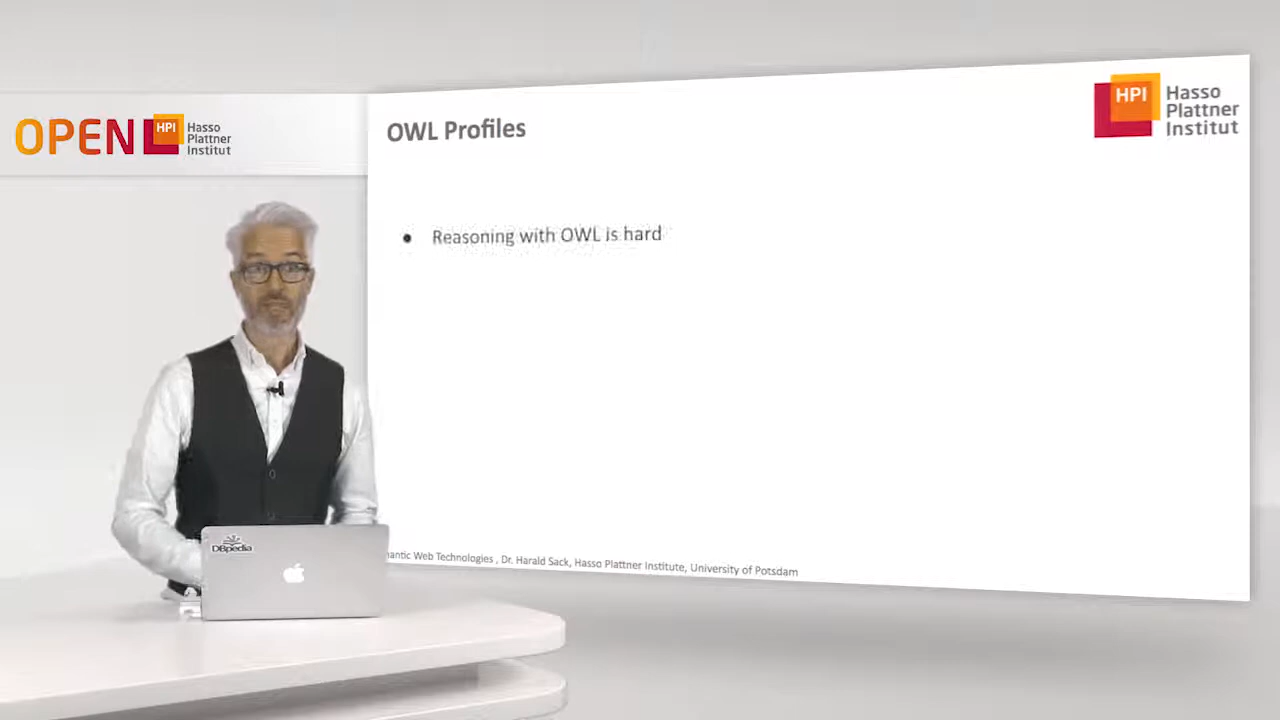 OPEN HPI Hasso
Plattner
Institut
OWL Profiles
HPI Hasso
Plattner
Institut
● Reasoning with OWL is hard
DBpedia
Web Technologies , Dr. Harald Sack, Hasso Plattner Institute, University of Potsdam